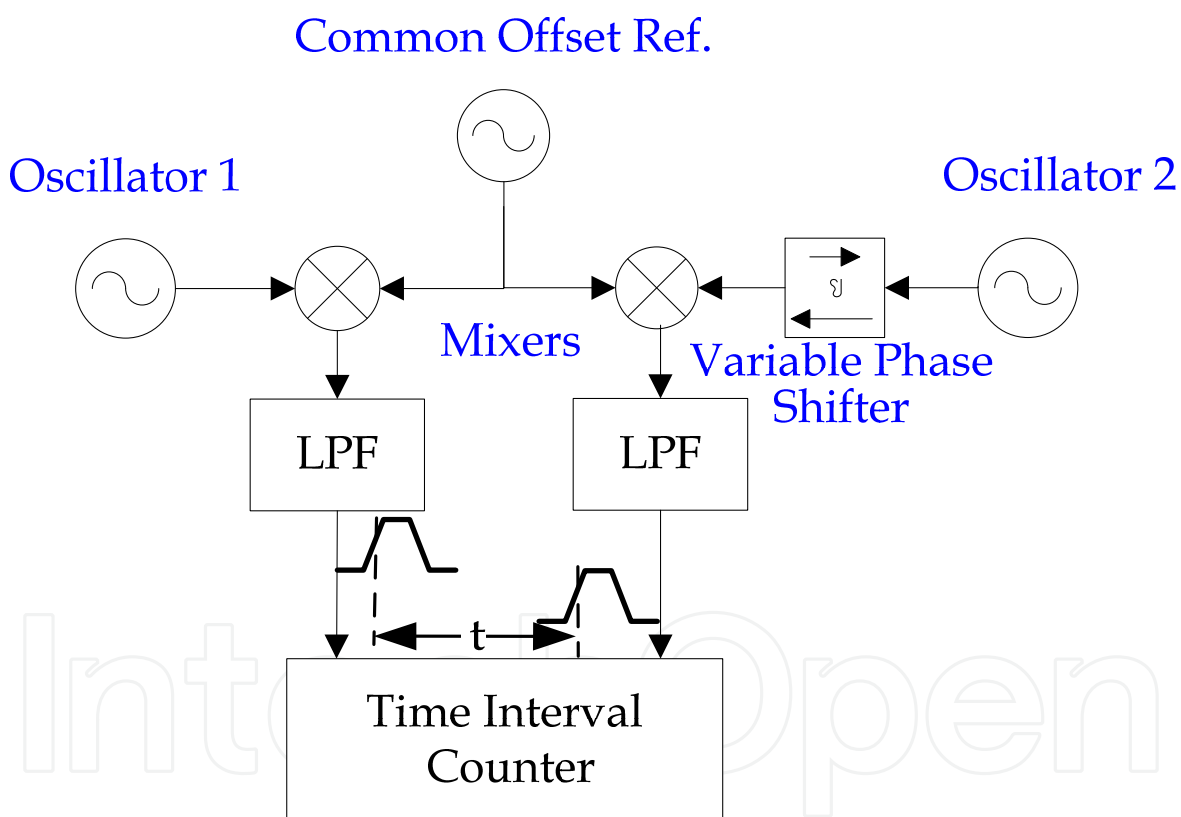 Common Offset Ref.
Oscillator 1
Oscillator 2
Mixers
Variable Phase
Shifter
LPF
LPF
t
Time Interval
Counter
IntechOpen